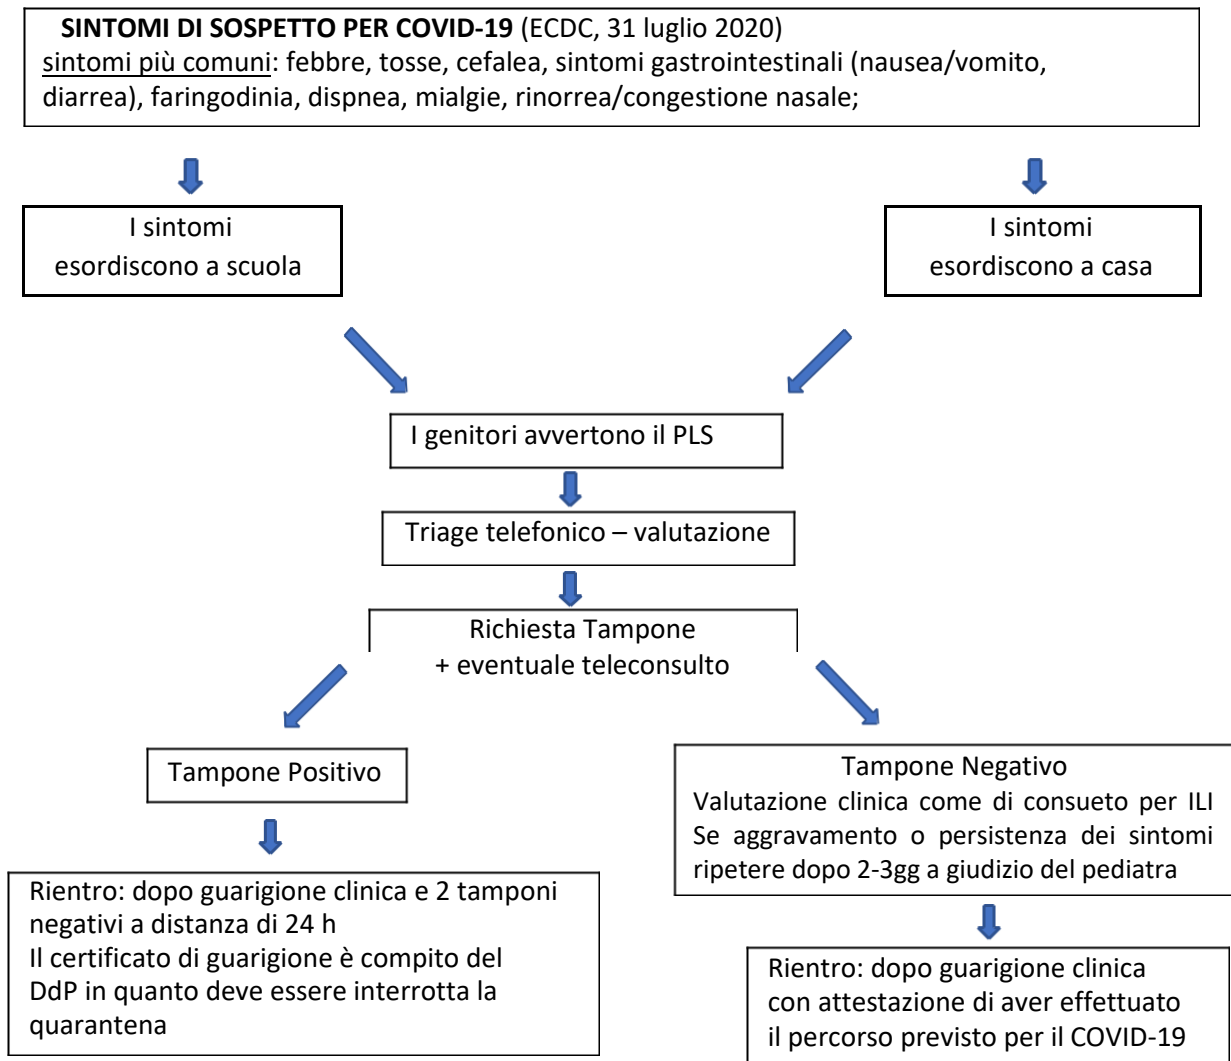 SINTOMI DI SOSPETTO PER COVID-19 (ECDC, 31 luglio 2020)
sintomi più comuni: febbre, tosse, cefalea, sintomi gastrointestinali (nausea/vomito,
diarrea), faringodinia, dispnea, mialgie, rinorrea/congestione nasale;
I sintomi
esordiscono a scuola
I sintomi
esordiscono a casa
I genitori avvertono il PLS
Triage telefonico – valutazione
Richiesta Tampone
+ eventuale teleconsulto
Tampone Positivo
Tampone Negativo
Valutazione clinica come di consueto per ILI
Se aggravamento o persistenza dei sintomi
ripetere dopo 2-3gg a giudizio del pediatra
Rientro: dopo guarigione clinica e 2 tamponi
negativi a distanza di 24 h
Il certificato di guarigione è compito del
DdP in quanto deve essere interrotta la
quarantena
Rientro: dopo guarigione clinica
con attestazione di aver effettuato
il percorso previsto per il COVID-19